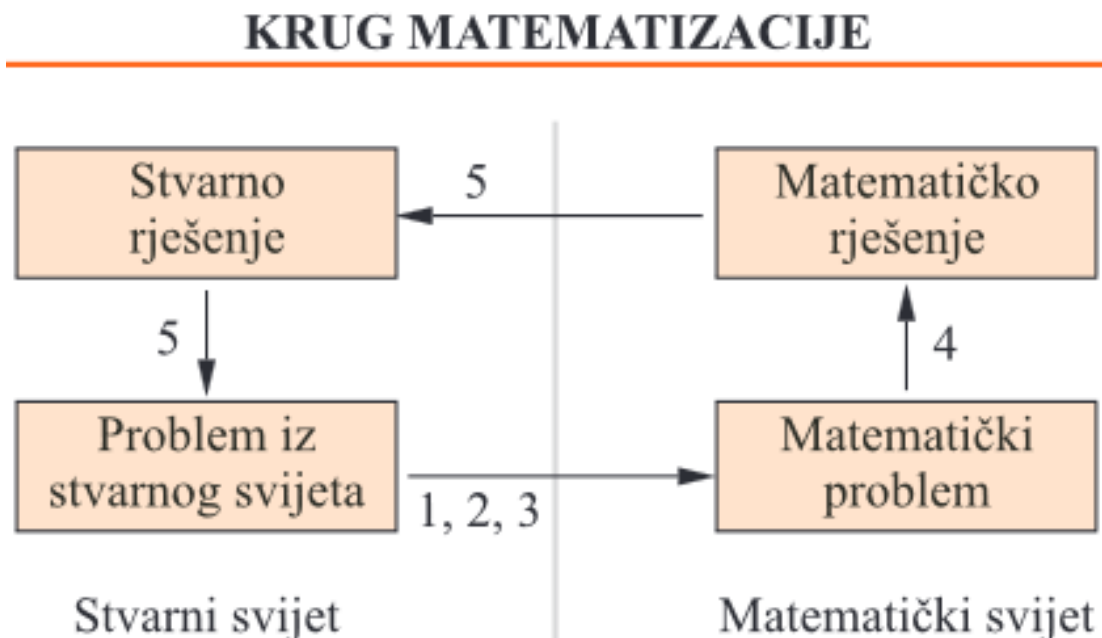 KRUG MATEMATIZACIJE
Stvarno
rješenje
5
Matematičko
rješenje
5
4
Problem iz
stvarnog svijeta
1, 2, 3
Matematički
problem
Stvarni svijet
Matematički svijet